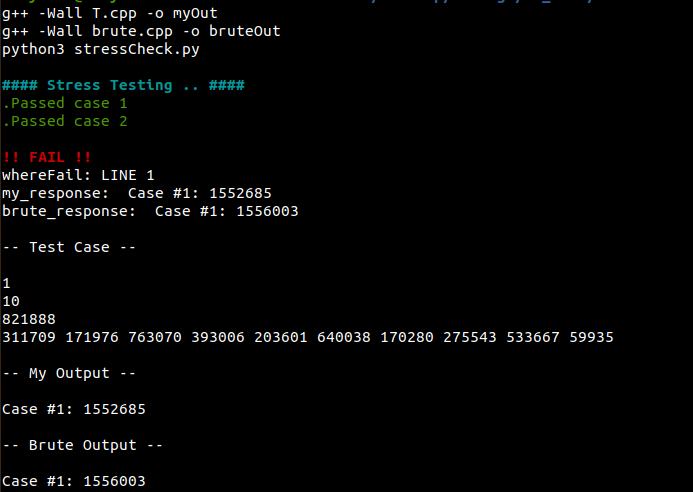 g++ -Wall T.cpp -o myOut
g++ -Wall brute.cpp -o bruteOut
python3 stressCheck.py
#### Stress Testing .. ####
.Passed case 1
.Passed case 2
!! FAIL !!
whereFail: LINE 1
my_response:  Case #1: 1552685
brute_response:  Case #1: 1556003
-- Test Case --
1
10
821888
311709 171976 763070 393006 203601 640038 170280 275543 533667 59935
-- My Output --
Case #1: 1552685
-- Brute Output --
Case #1: 1556003